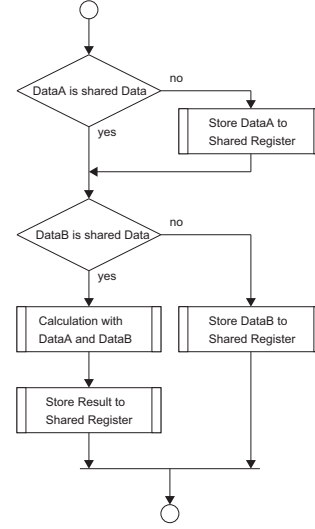 DataA is shared Data
no
Store DataA to
Shared Register
yes
DataB is shared Data
no
yes
Calculation with
DataA and DataB
Store DataB to
Shared Register
Store Result to
Shared Register